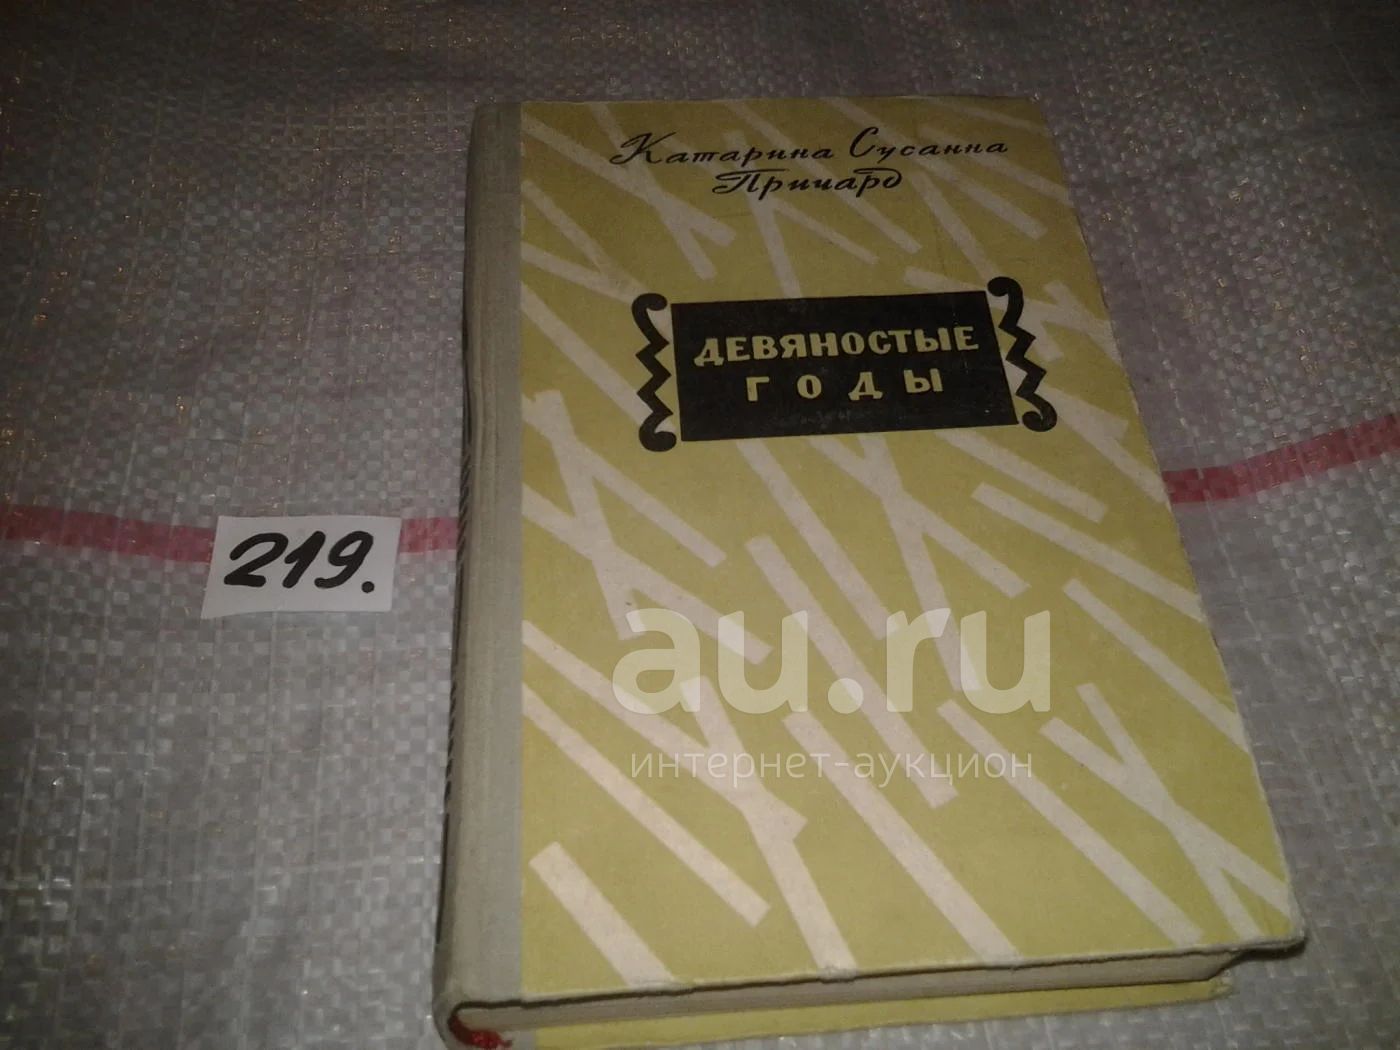 Катарина Сусанна
Причард
ДЕВЯНОСТЫЕ
ГОДЫ
219.
au.ru
интернет-аукцион